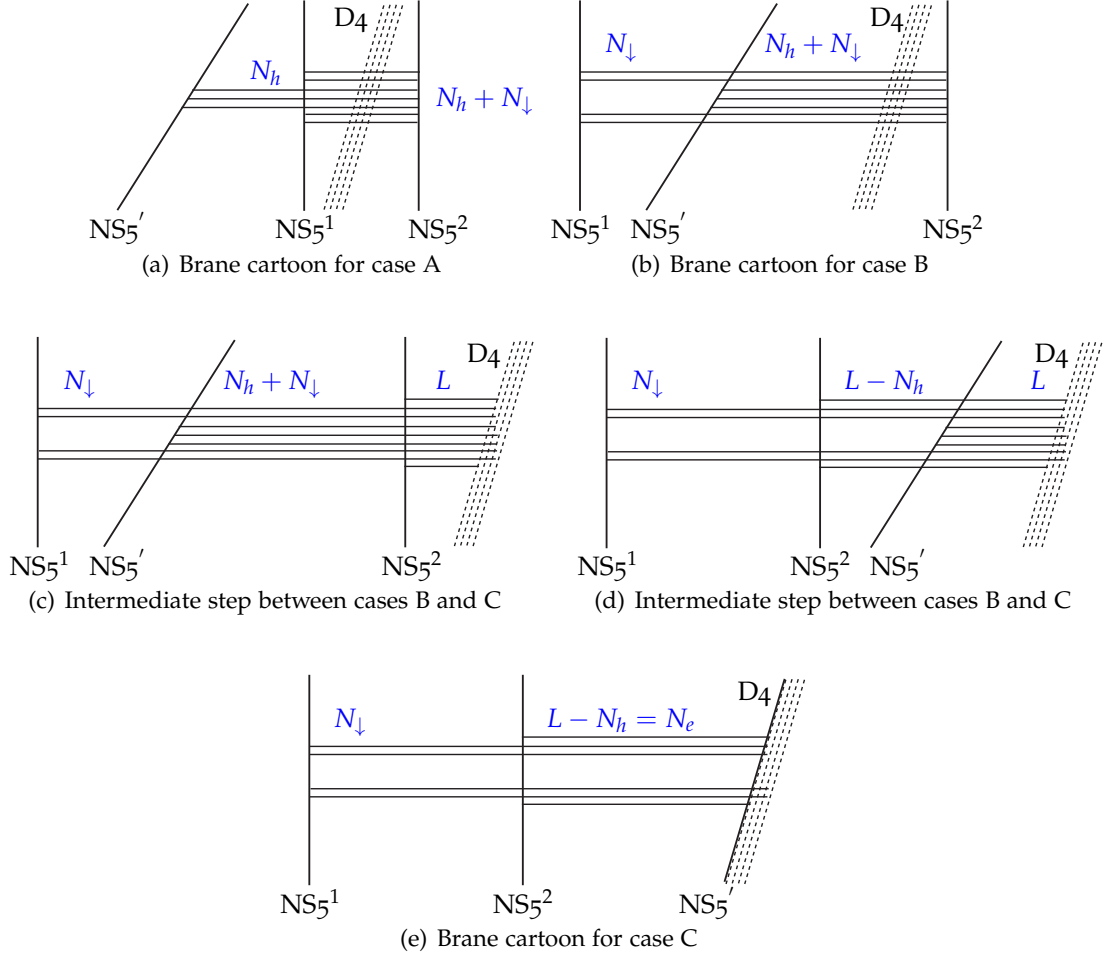 D4
N_h
N_h + N_↓
NS5′ NS5¹ NS5²
(a) Brane cartoon for case A
D4
N_↓ N_h + N_↓
NS5¹ NS5′ NS5²
(b) Brane cartoon for case B
D4
N_↓ N_h + N_↓ L
NS5¹ NS5′ NS5²
(c) Intermediate step between cases B and C
D4
N_↓ L − N_h L
NS5¹ NS5² NS5′
(d) Intermediate step between cases B and C
D4
N_↓ L − N_h = N_e
NS5¹ NS5² NS5′
(e) Brane cartoon for case C